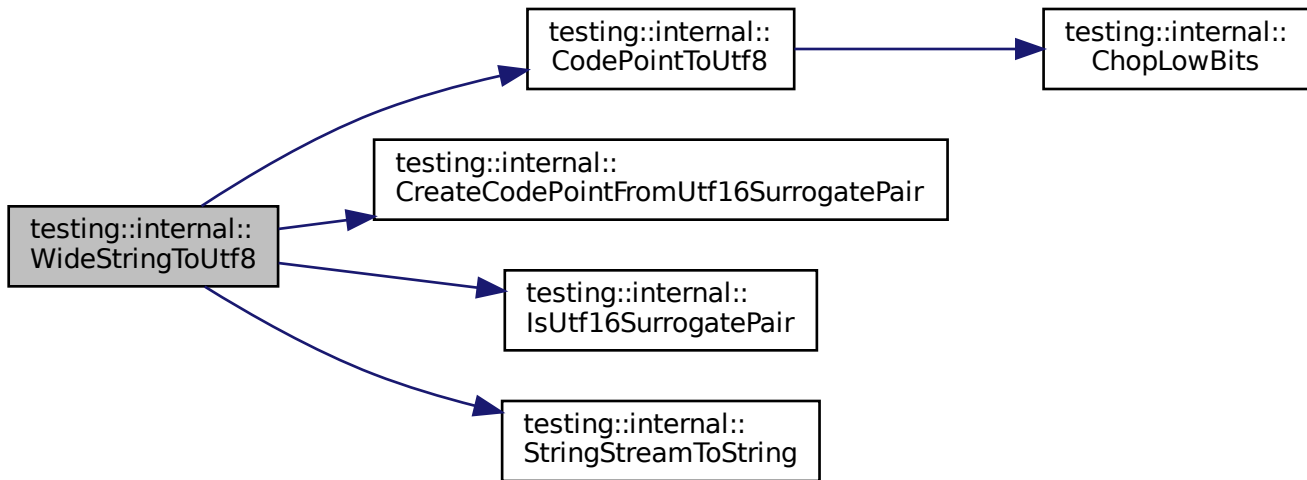 testing::internal::
CodePointToUtf8
testing::internal::
ChopLowBits
testing::internal::
CreateCodePointFromUtf16SurrogatePair
testing::internal::
WideStringToUtf8
testing::internal::
IsUtf16SurrogatePair
testing::internal::
StringStreamToString